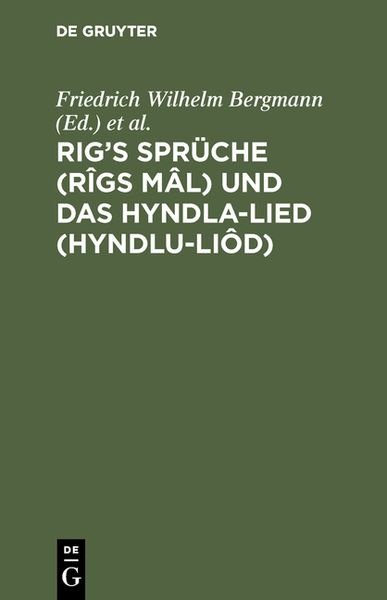 DE GRUYTER
Friedrich Wilhelm Bergmann
(Ed.) et al.
RIG’S SPRÜCHE
(RÎGS MÂL) UND
DAS HYNDLA-LIED
(HYNDLU-LIÔD)
DE
G